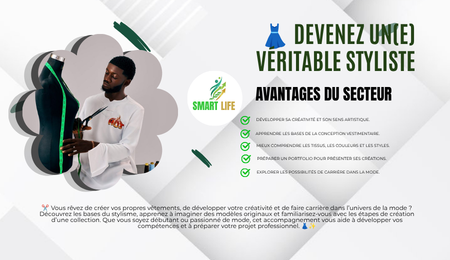 👗 DEVENEZ UN(E)
VERITABLE STYLISTE
SMART LIFE
AVANTAGES DU SECTEUR
DÉVELOPPER SA CRÉATIVITÉ ET SON SENS ARTISTIQUE.
APPRENDRE LES BASES DE LA CONCEPTION VESTIMENTAIRE.
MIEUX COMPRENDRE LES TISSUS, LES COULEURS ET LES STYLES.
PRÉPARER UN PORTFOLIO POUR PRÉSENTER SES CRÉATIONS.
EXPLORER LES POSSIBILITÉS DE CARRIÈRE DANS LA MODE.
✂️ Vous rêvez de créer vos propres vêtements, de développer votre créativité et de faire carrière dans l'univers de la mode ?
Découvrez les bases du stylisme, apprenez à imaginer des modèles originaux et familiarisez-vous avec les étapes de création
d'une collection. Que vous soyez débutant ou passionné de mode, cet accompagnement vous aide à développer vos
compétences et à préparer votre projet professionnel. 👗✨